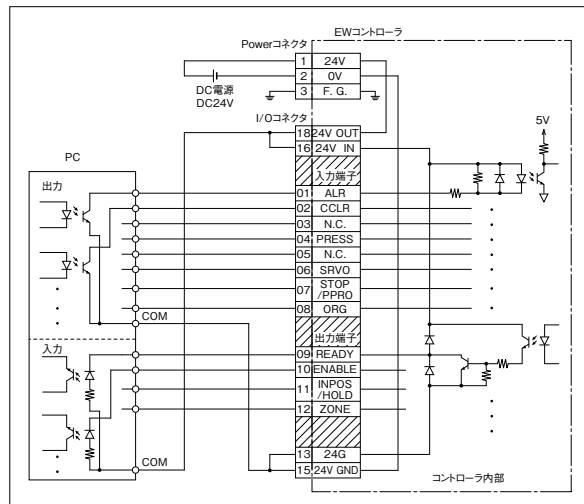 EWコントローラ
Powerコネクタ
1 24V
2 0V
3 F. G.
DC電源
DC24V
I/Oコネクタ
18 24V OUT
16 24V IN
5V
PC
入力端子
出力
01 ALR
02 CCLR
03 N.C.
04 PRESS
05 N.C.
06 SRVO
07 STOP
/PPRO
08 ORG
COM
出力端子
入力
09 READY
10 ENABLE
11 INPOS
/HOLD
12 ZONE
COM
13 24G
15 24V GND
コントローラ内部